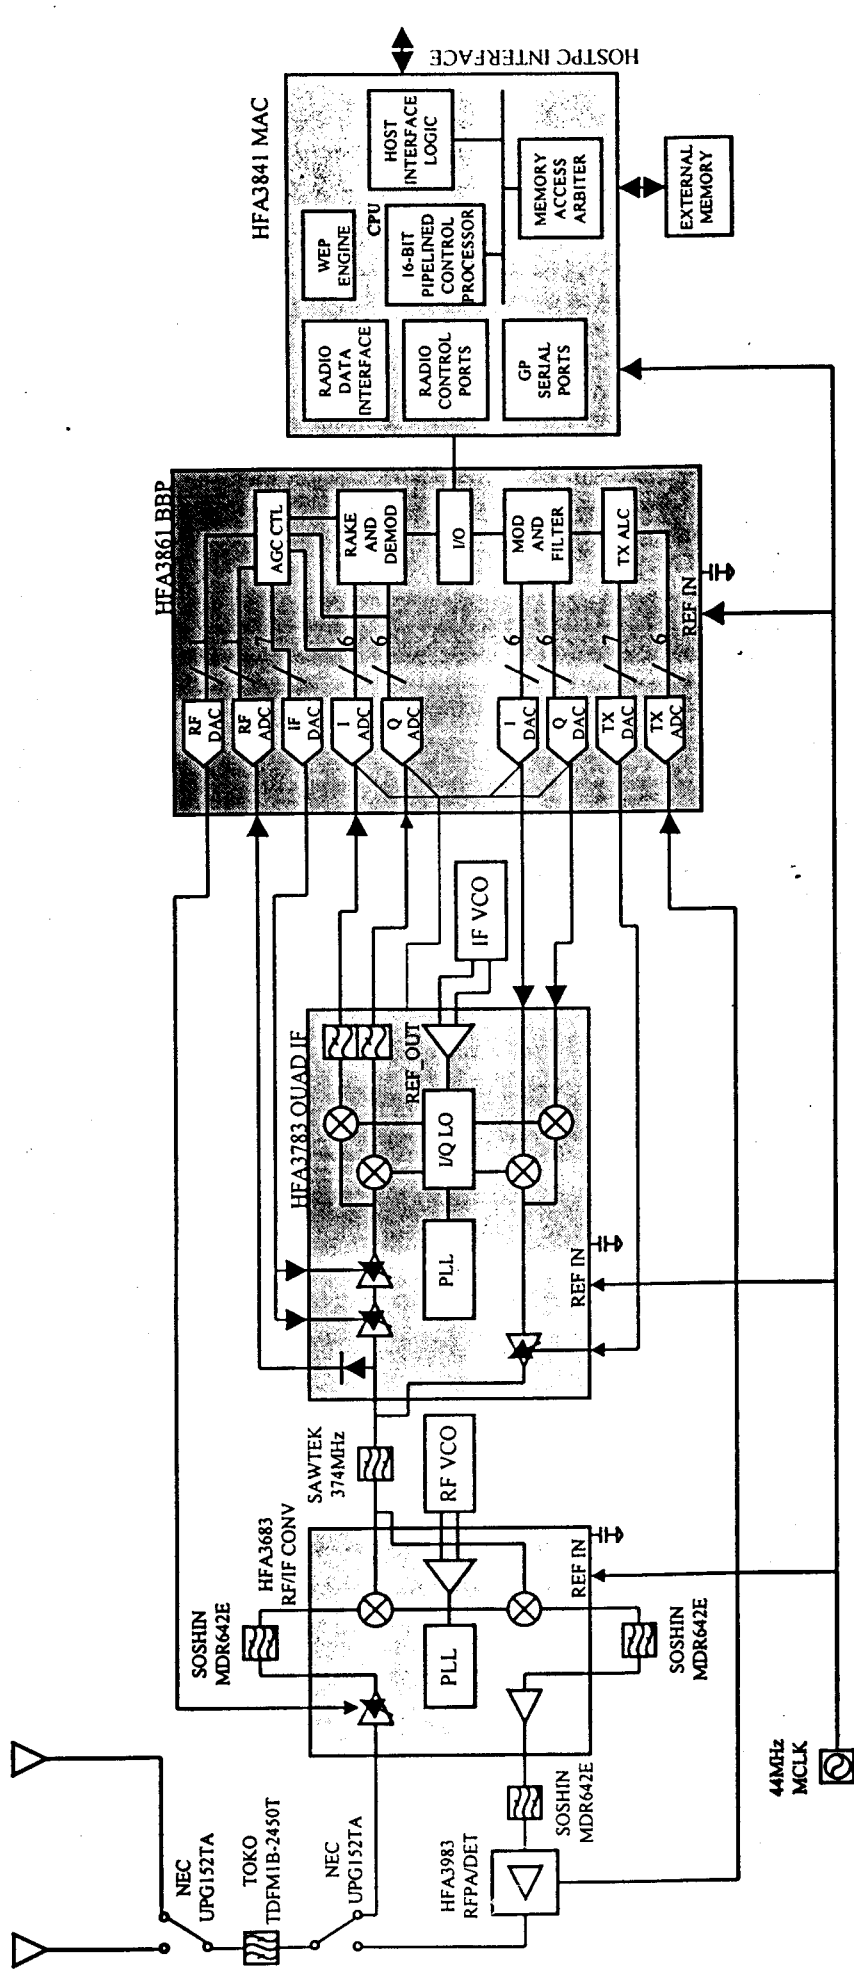 NEC
UPG152TA
TOKO
TDFM1B-2450T
NEC
UPG152TA
HFA3983
RFPA/DET
SOSHIN
MDR642E
SOSHIN
MDR642E
HFA3683
RF/IF CONV
PLL
RF VCO
REF IN
SOSHIN
MDR642E
SAWTEK
374MHz
HFA3783 QUAD IF
PLL
I/Q LO
REF_OUT
IF VCO
REF IN
44MHz
MCLK
HFA3861 BBP
RF
DAC
RF
ADC
IF
DAC
I
ADC
Q
ADC
I
DAC
Q
DAC
TX
DAC
TX
ADC
7
6
6
6
6
7
6
AGC CTL
RAKE
AND
DEMOD
I/O
MOD
AND
FILTER
TX ALC
REF IN
HFA3841 MAC
RADIO
DATA
INTERFACE
RADIO
CONTROL
PORTS
GP
SERIAL
PORTS
WEP
ENGINE
CPU
16-BIT
PIPELINED
CONTROL
PROCESSOR
HOST
INTERFACE
LOGIC
MEMORY
ACCESS
ARBITER
EXTERNAL
MEMORY
HOSTPC INTERFACE